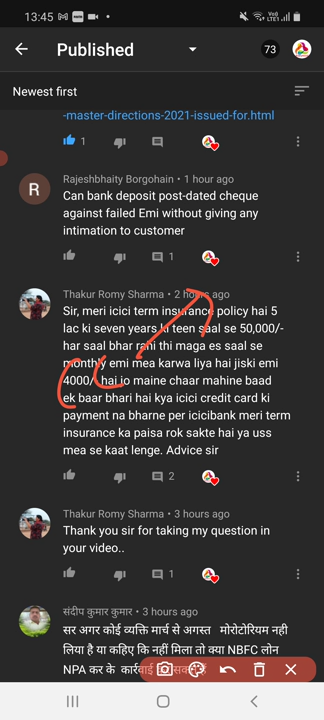 13:45
Published
73
Newest first
-master-directions-2021-issued-for.html
1
R
Rajeshbhaity Borgohain • 1 hour ago
Can bank deposit post-dated cheque
against failed Emi without giving any
intimation to customer
1
Thakur Romy Sharma • 2 hours ago
Sir, meri icici term insurance policy hai 5
lac ki seven years ki teen saal se 50,000/-
har saal bhar rahi thi maga es saal se
monthly emi mea karwa liya hai jiski emi
4000/- hai jo maine chaar mahine baad
ek baar bhari hai kya icici credit card ki
payment na bharne per icicibank meri term
insurance ka paisa rok sakte hai ya uss
mea se kaat lenge. Advice sir
2
Thakur Romy Sharma • 3 hours ago
Thank you sir for taking my question in
your video..
1
संदीप कुमार कुमार • 3 hours ago
सर अगर कोई व्यक्ति मार्च से अगस्त मोरोटोरियम नही
लिया है या कहिए कि नहीं मिला तो क्या NBFC लोन
NPA कर के